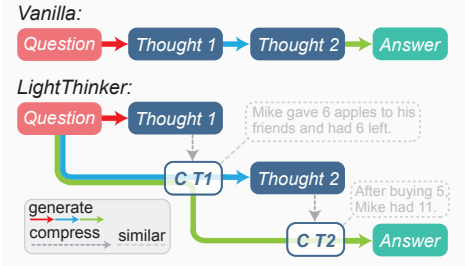 Vanilla:
Question Thought 1 Thought 2 Answer
LightThinker:
Question Thought 1
Mike gave 6 apples to his
friends and had 6 left.
C T1 Thought 2
After buying 5,
Mike had 11.
generate
compress similar
C T2 Answer